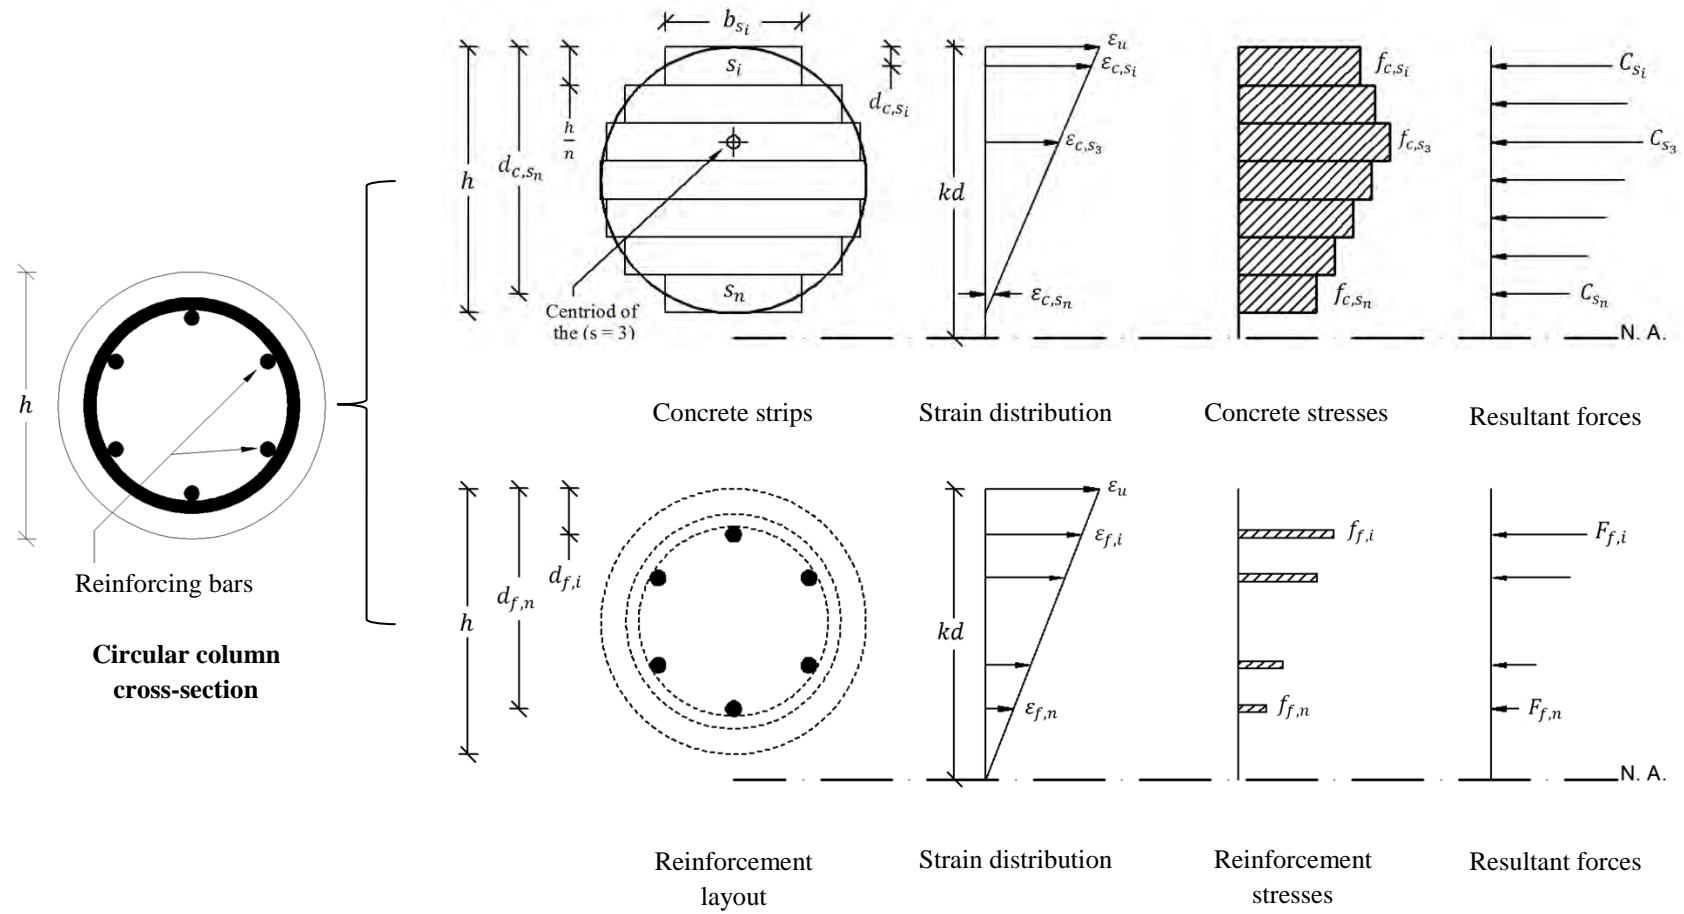 h
Reinforcing bars
Circular column
cross-section
b_{s_i}
s_i
h
d_{c,s_n}
h/n
d_{c,s_i}
s_n
Centriod of
the (s = 3)
kd
ε_u
ε_{c,s_i}
ε_{c,s_3}
ε_{c,s_n}
f_{c,s_i}
f_{c,s_3}
f_{c,s_n}
C_{s_i}
C_{s_3}
C_{s_n}
N. A.
Concrete strips
Strain distribution
Concrete stresses
Resultant forces
h
d_{f,n}
d_{f,i}
kd
ε_u
ε_{f,i}
ε_{f,n}
f_{f,i}
f_{f,n}
F_{f,i}
F_{f,n}
N. A.
Reinforcement
layout
Strain distribution
Reinforcement
stresses
Resultant forces